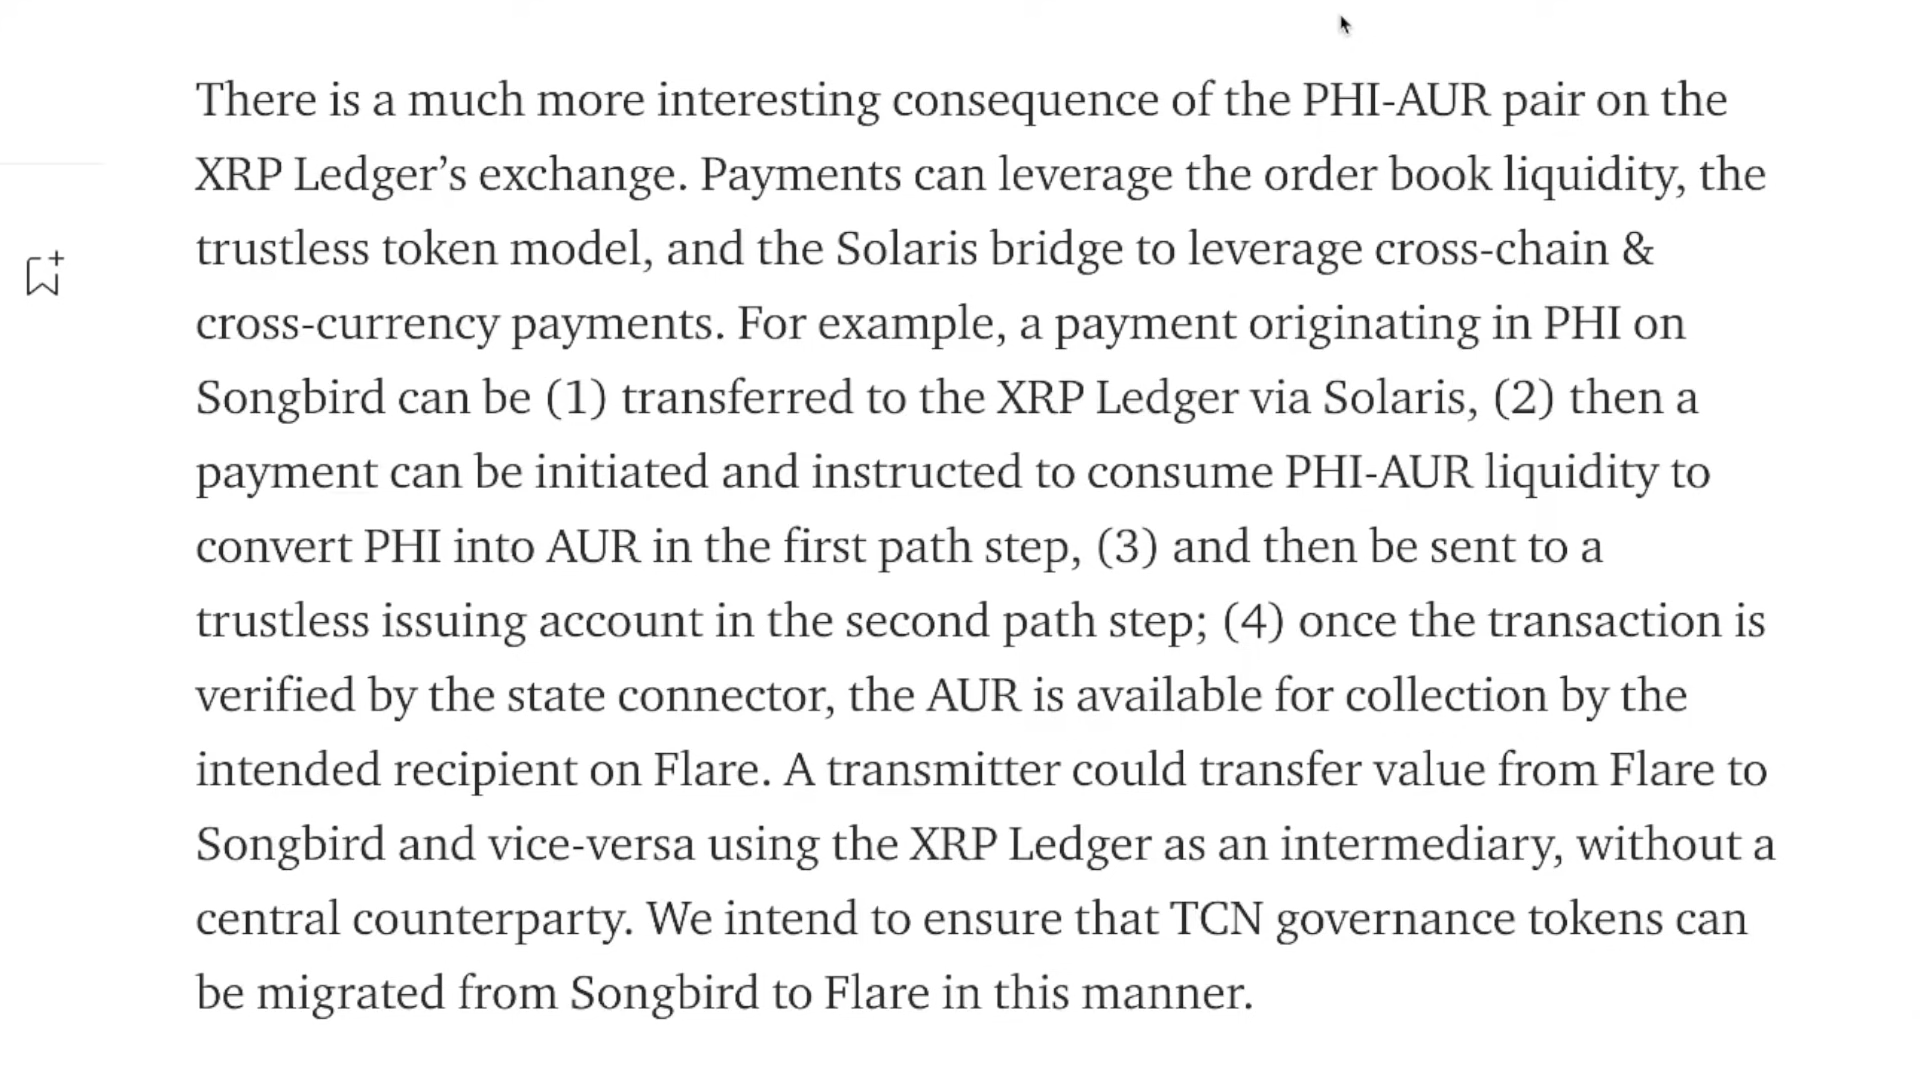 There is a much more interesting consequence of the PHI-AUR pair on the
XRP Ledger’s exchange. Payments can leverage the order book liquidity, the
trustless token model, and the Solaris bridge to leverage cross-chain &
cross-currency payments. For example, a payment originating in PHI on
Songbird can be (1) transferred to the XRP Ledger via Solaris, (2) then a
payment can be initiated and instructed to consume PHI-AUR liquidity to
convert PHI into AUR in the first path step, (3) and then be sent to a
trustless issuing account in the second path step; (4) once the transaction is
verified by the state connector, the AUR is available for collection by the
intended recipient on Flare. A transmitter could transfer value from Flare to
Songbird and vice-versa using the XRP Ledger as an intermediary, without a
central counterparty. We intend to ensure that TCN governance tokens can
be migrated from Songbird to Flare in this manner.